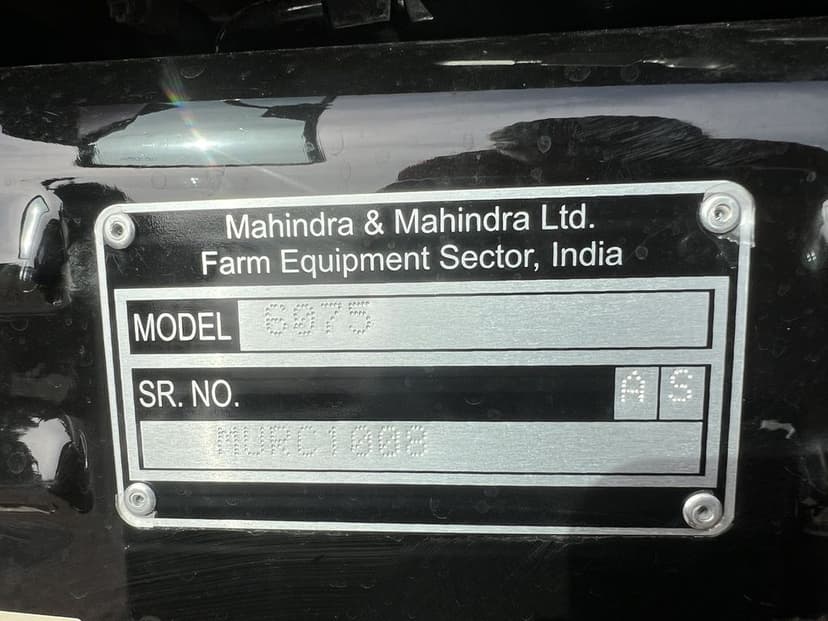 Mahindra & Mahindra Ltd.
Farm Equipment Sector, India
MODEL 6075
SR. NO. A S
MURC1008